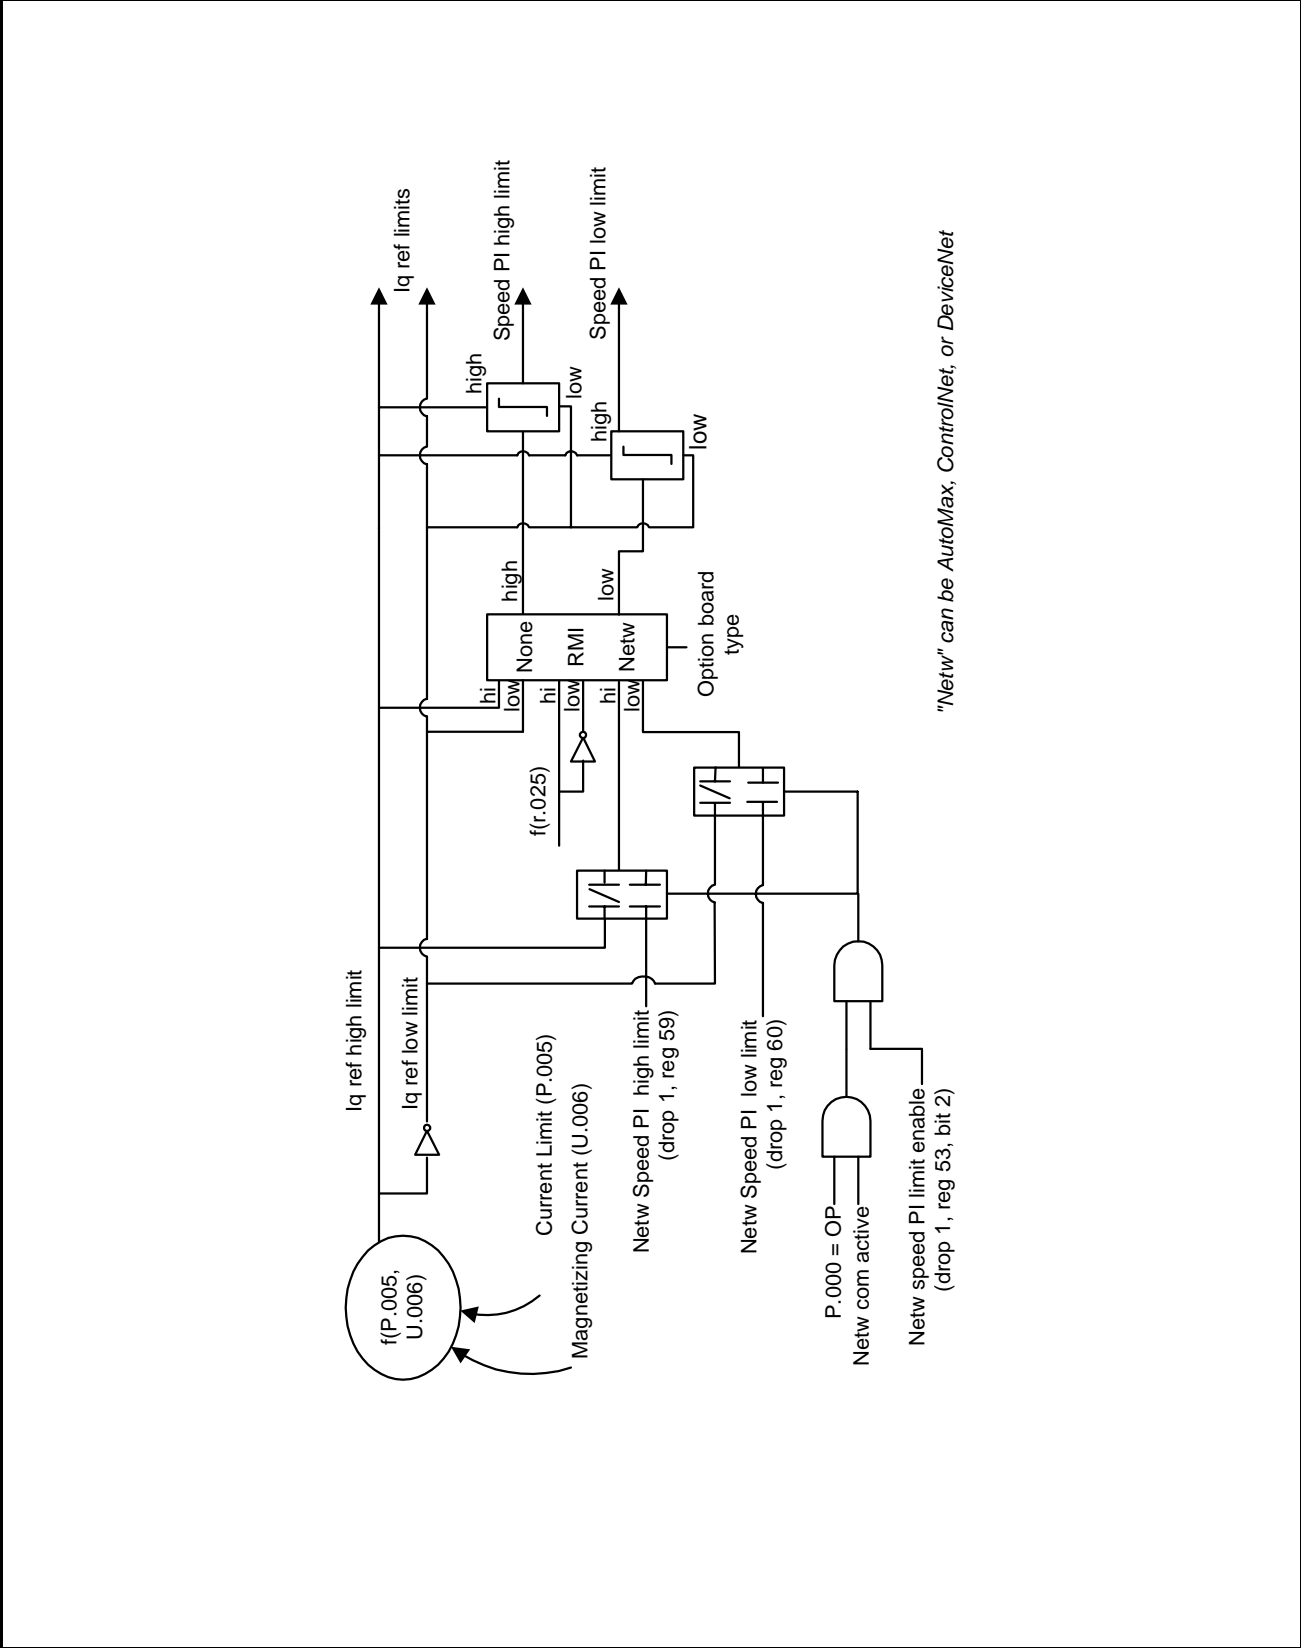 Iq ref high limit
Iq ref limits
Iq ref low limit
f(P.005,
U.006)
Current Limit (P.005)
Magnetizing Current (U.006)
high
Speed PI high limit
low
high
Speed PI low limit
low
hi
low
None
high
hi
low
RMI
hi
low
Netw
low
f(r.025)
Option board
type
Netw Speed PI  high limit
(drop 1, reg 59)
Netw Speed PI  low limit
(drop 1, reg 60)
P.000 = OP
Netw com active
Netw speed PI limit enable
(drop 1, reg 53, bit 2)
"Netw" can be AutoMax, ControlNet, or DeviceNet